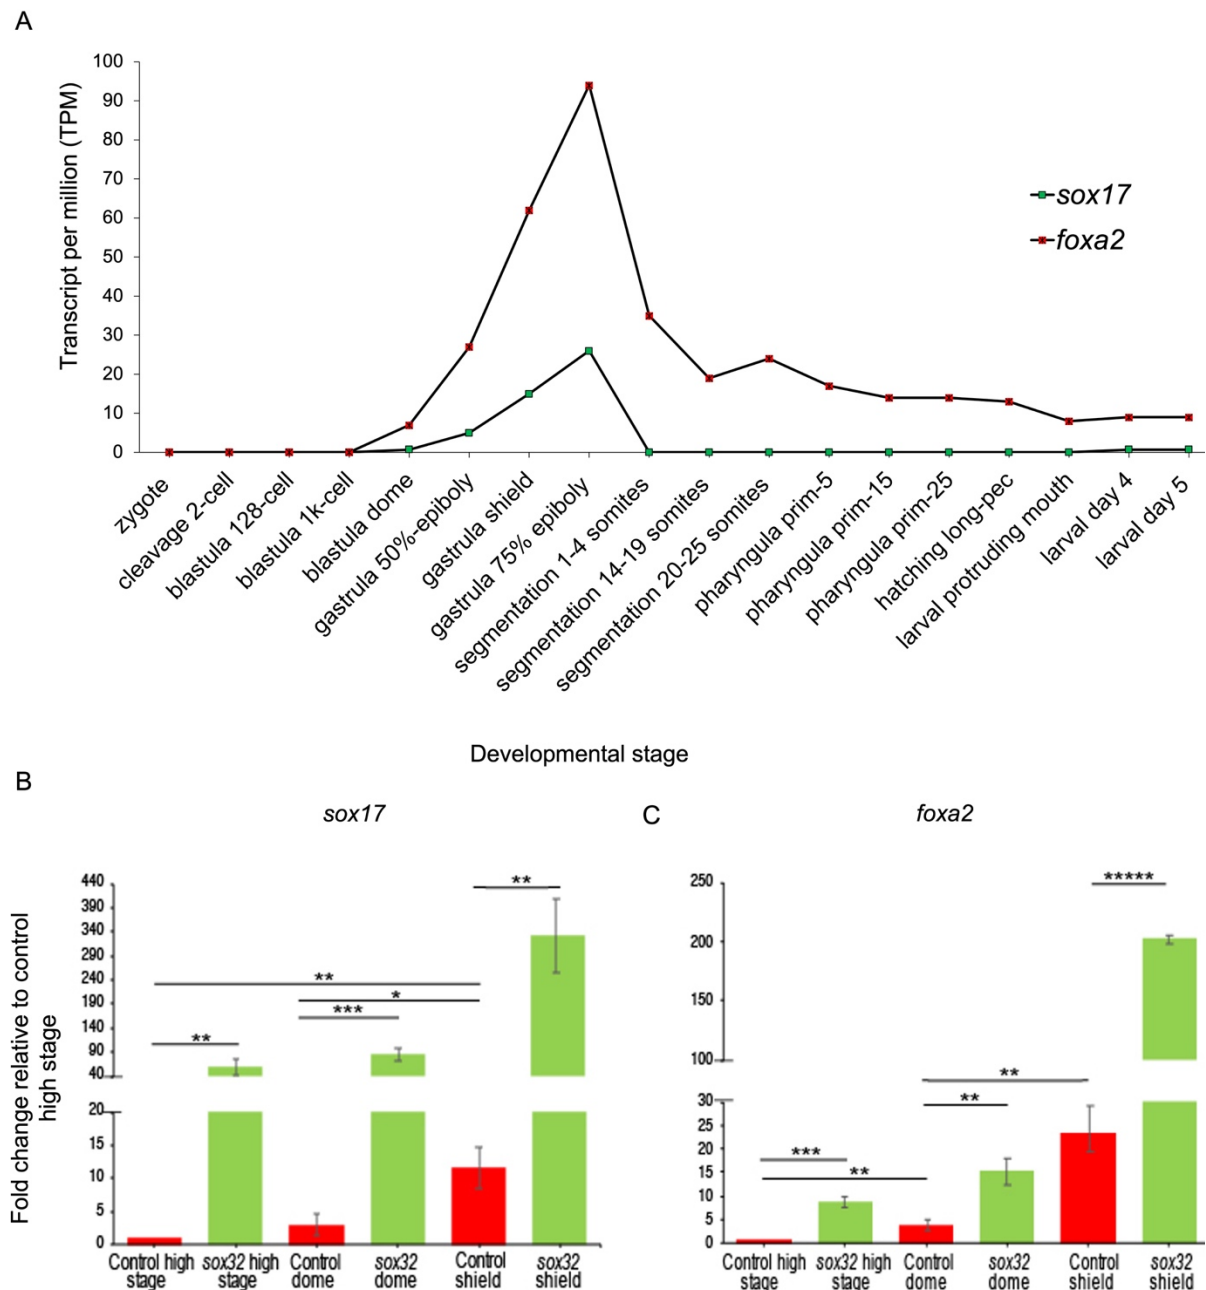 A
100
90
80
70
60
50
40
30
20
10
0
Transcript per million (TPM)
sox17
foxa2
zygote
cleavage 2-cell
blastula 128-cell
blastula 1k-cell
blastula dome
gastrula 50%-epiboly
gastrula shield
gastrula 75% epiboly
segmentation 1-4 somites
segmentation 14-19 somites
segmentation 20-25 somites
pharyngula prim-5
pharyngula prim-15
pharyngula prim-25
hatching long-pec
larval protruding mouth
larval day 4
larval day 5
Developmental stage
B
sox17
Fold change relative to control
high stage
440
390
340
290
240
190
140
90
40
20
15
10
5
0
**
**
*
***
**
Control high
stage
sox32 high
stage
Control
dome
sox32
dome
Control
shield
sox32
shield
C
foxa2
250
200
150
100
30
25
20
15
10
5
0
*****
**
**
***
**
Control high
stage
sox32 high
stage
Control
dome
sox32
dome
Control
shield
sox32
shield